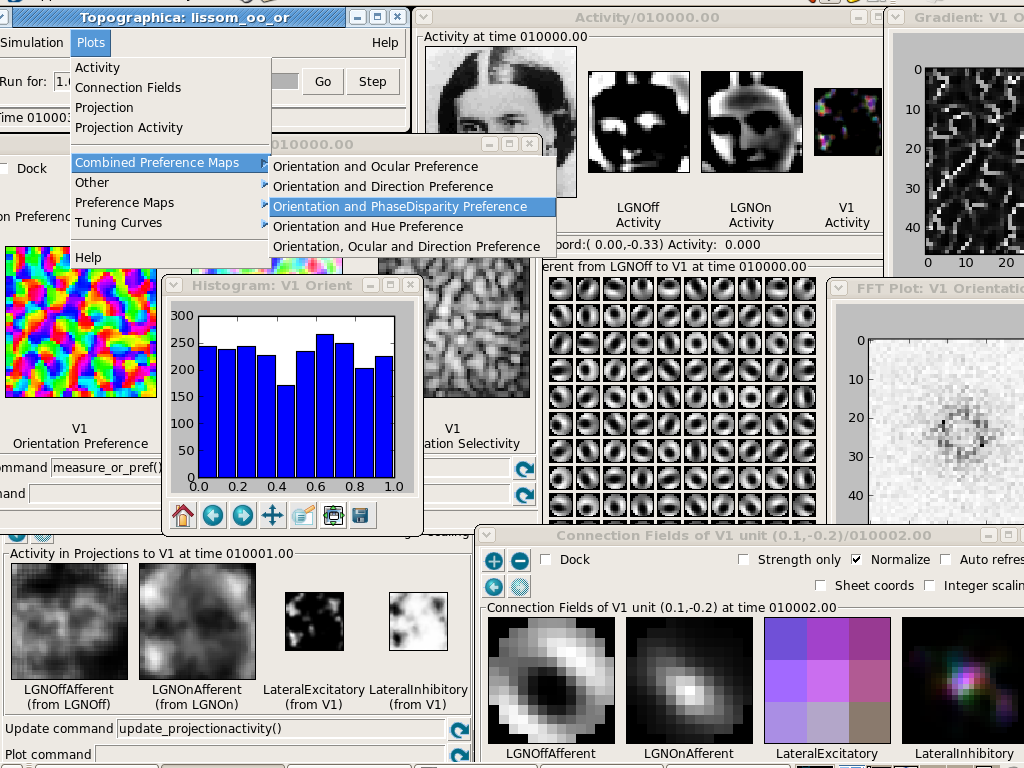 Topographica: lissom_oo_or
Simulation Plots Help
Run for: 1. Go Step
Activity
Connection Fields
Projection
Projection Activity
Combined Preference Maps
Other
Preference Maps
Tuning Curves
Help
Orientation and Ocular Preference
Orientation and Direction Preference
Orientation and PhaseDisparity Preference
Orientation and Hue Preference
Orientation, Ocular and Direction Preference
Activity/010000.00
Activity at time 010000.00
LGNOff
Activity
LGNOn
Activity
V1
Activity
oord:( 0.00,-0.33) Activity: 0.000
Gradient: V1 O
0
10
20
30
40
0 10 20
010000.00
Dock
on Preference
V1
Orientation Preference
V1
ation Selectivity
ommand measure_or_pref()
mand
Histogram: V1 Orient
300
250
200
150
100
50
0
0.0 0.2 0.4 0.6 0.8 1.0
erent from LGNOff to V1 at time 010000.00
FFT Plot: V1 Orientatio
0
10
20
30
40
Activity in Projections to V1 at time 010001.00
LGNOffAfferent
(from LGNOff)
LGNOnAfferent
(from LGNOn)
LateralExcitatory
(from V1)
LateralInhibitory
(from V1)
Update command update_projectionactivity()
Plot command
Connection Fields of V1 unit (0.1,-0.2)/010002.00
Dock Strength only Normalize Auto refres
Sheet coords Integer scalin
Connection Fields of V1 unit (0.1,-0.2) at time 010002.00
LGNOffAfferent LGNOnAfferent LateralExcitatory LateralInhibitory